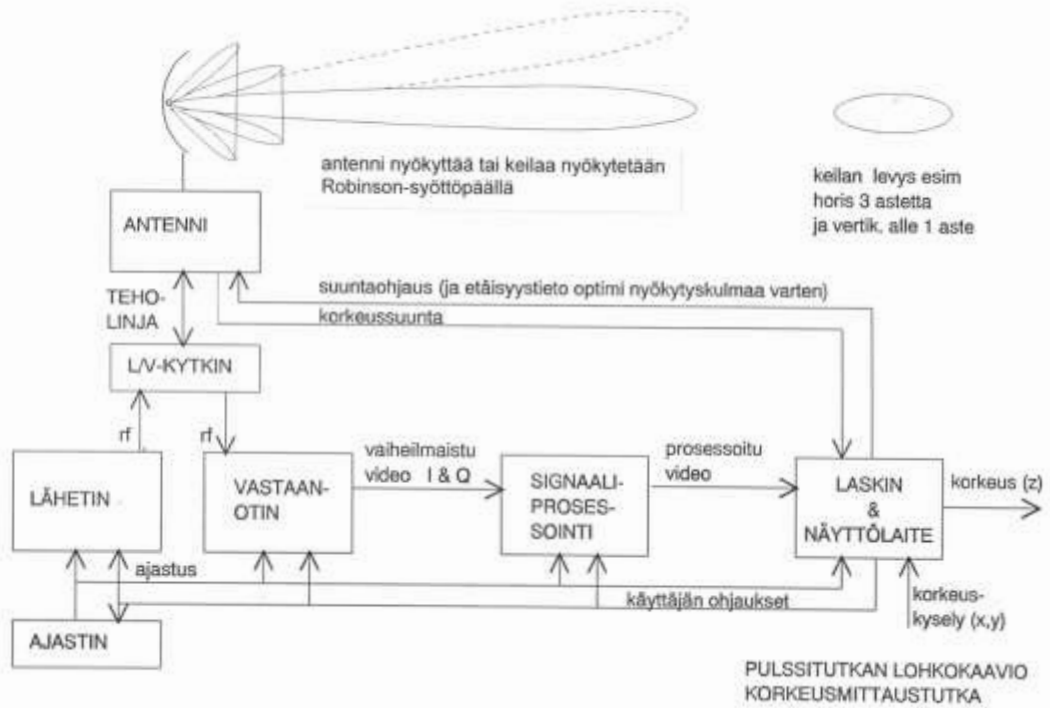 antenni nyökyttää tai keilaa nyökytetään
Robinson-syöttöpäällä
keilan levys esim
horis 3 astetta
ja vertik, alle 1 aste
ANTENNI
suuntaohjaus (ja etäisyystieto optimi nyökytyskulmaa varten)
korkeussuunta
TEHO-
LINJA
L/V-KYTKIN
rf
rf
vaiheilmaistu
video I & Q
prosessoitu
video
LÄHETIN
VASTAAN-
OTIN
SIGNAALI-
PROSES-
SOINTI
LASKIN
&
NÄYTTÖLAITE
korkeus (z)
ajastus
käyttäjän ohjaukset
korkeus-
kysely (x,y)
AJASTIN
PULSSITUTKAN LOHKOKAAVIO
KORKEUSMITTAUSTUTKA